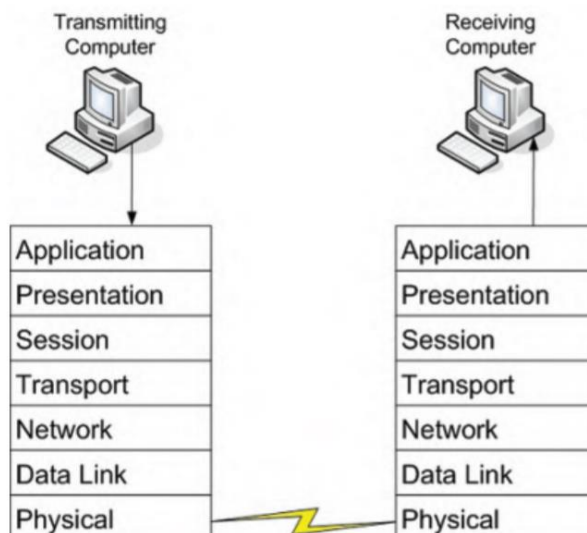 Transmitting
Computer
Receiving
Computer
Application
Presentation
Session
Transport
Network
Data Link
Physical
Application
Presentation
Session
Transport
Network
Data Link
Physical